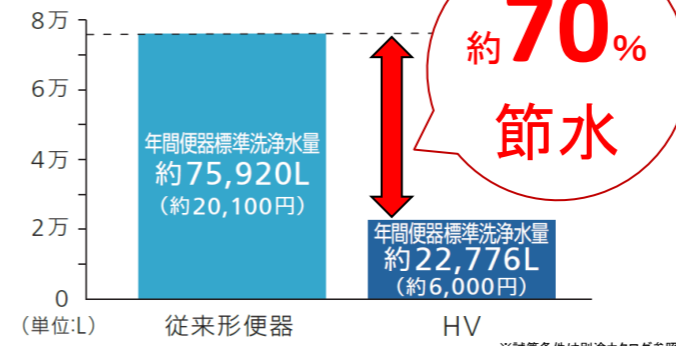 8万
6万
4万
2万
0
(単位:L)
年間便器標準洗浄水量
約75,920L
(約20,100円)
従来形便器
年間便器標準洗浄水量
約22,776L
(約6,000円)
HV
約70%
節水